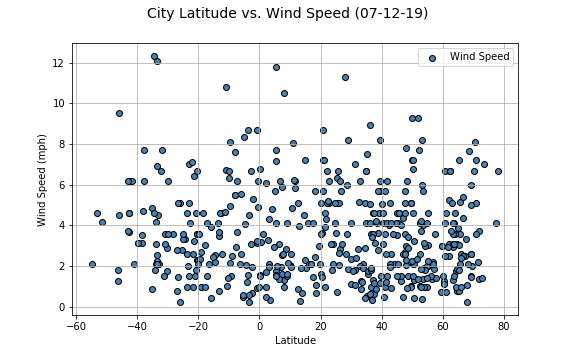 City Latitude vs. Wind Speed (07-12-19)
Wind Speed
12
10
8
6
4
2
0
Wind Speed (mph)
−60 −40 −20 0 20 40 60 80
Latitude